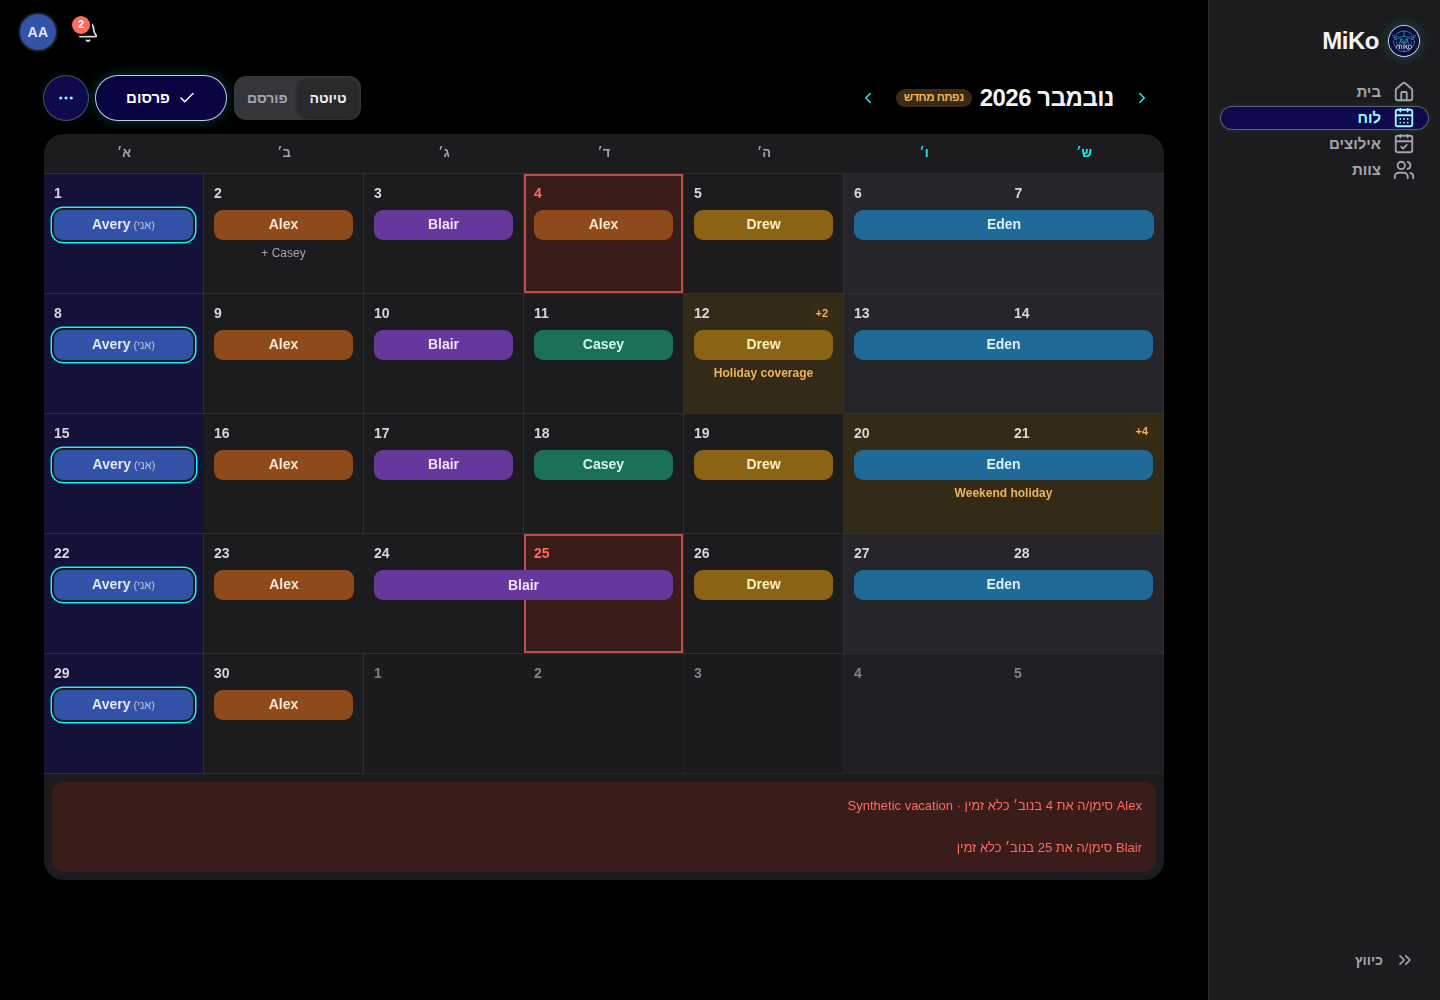 AA
2
MiKo
miko
בית
לוח
אילוצים
צוות
פרסום
פורסם
טיוטה
נובמבר 2026
נפתח מחדש
א׳
ב׳
ג׳
ד׳
ה׳
ו׳
ש׳
1
Avery (אני)
2
Alex
+ Casey
3
Blair
4
Alex
5
Drew
6
7
Eden
8
Avery (אני)
9
Alex
10
Blair
11
Casey
12
+2
Drew
Holiday coverage
13
14
Eden
15
Avery (אני)
16
Alex
17
Blair
18
Casey
19
Drew
20
21
+4
Eden
Weekend holiday
22
Avery (אני)
23
Alex
24
25
Blair
26
Drew
27
28
Eden
29
Avery (אני)
30
Alex
1
2
3
4
5
Alex סימן/ה את 4 בנוב׳ כלא זמין · Synthetic vacation
Blair סימן/ה את 25 בנוב׳ כלא זמין
כיווץ